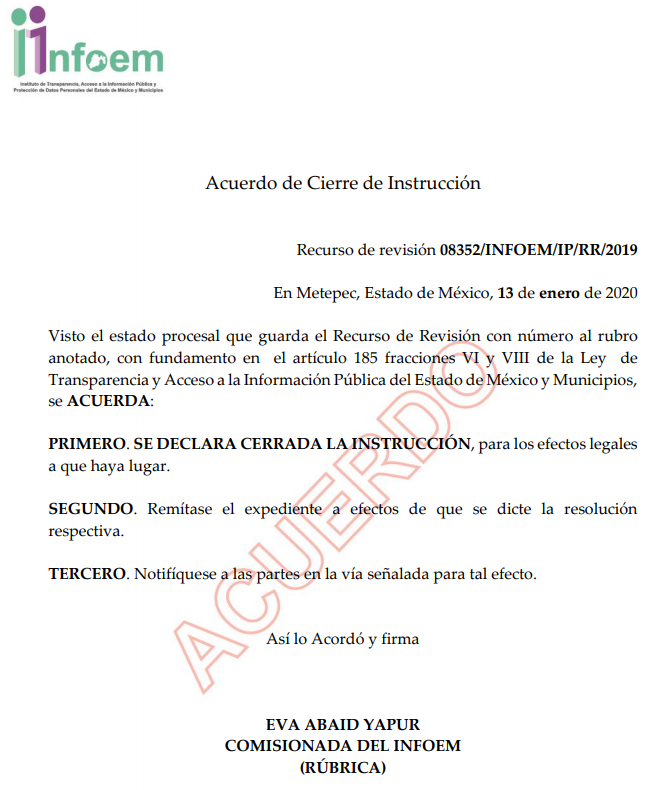 infoem
Instituto de Transparencia, Acceso a la Información Pública y
Protección de Datos Personales del Estado de México y Municipios
Acuerdo de Cierre de Instrucción
Recurso de revisión 08352/INFOEM/IP/RR/2019
En Metepec, Estado de México, 13 de enero de 2020
Visto el estado procesal que guarda el Recurso de Revisión con número al rubro
anotado, con fundamento en el artículo 185 fracciones VI y VIII de la Ley de
Transparencia y Acceso a la Información Pública del Estado de México y Municipios,
se ACUERDA:
PRIMERO. SE DECLARA CERRADA LA INSTRUCCIÓN, para los efectos legales
a que haya lugar.
SEGUNDO. Remítase el expediente a efectos de que se dicte la resolución
respectiva.
TERCERO. Notifíquese a las partes en la vía señalada para tal efecto.
ACUERDO
Así lo Acordó y firma
EVA ABAID YAPUR
COMISIONADA DEL INFOEM
(RÚBRICA)